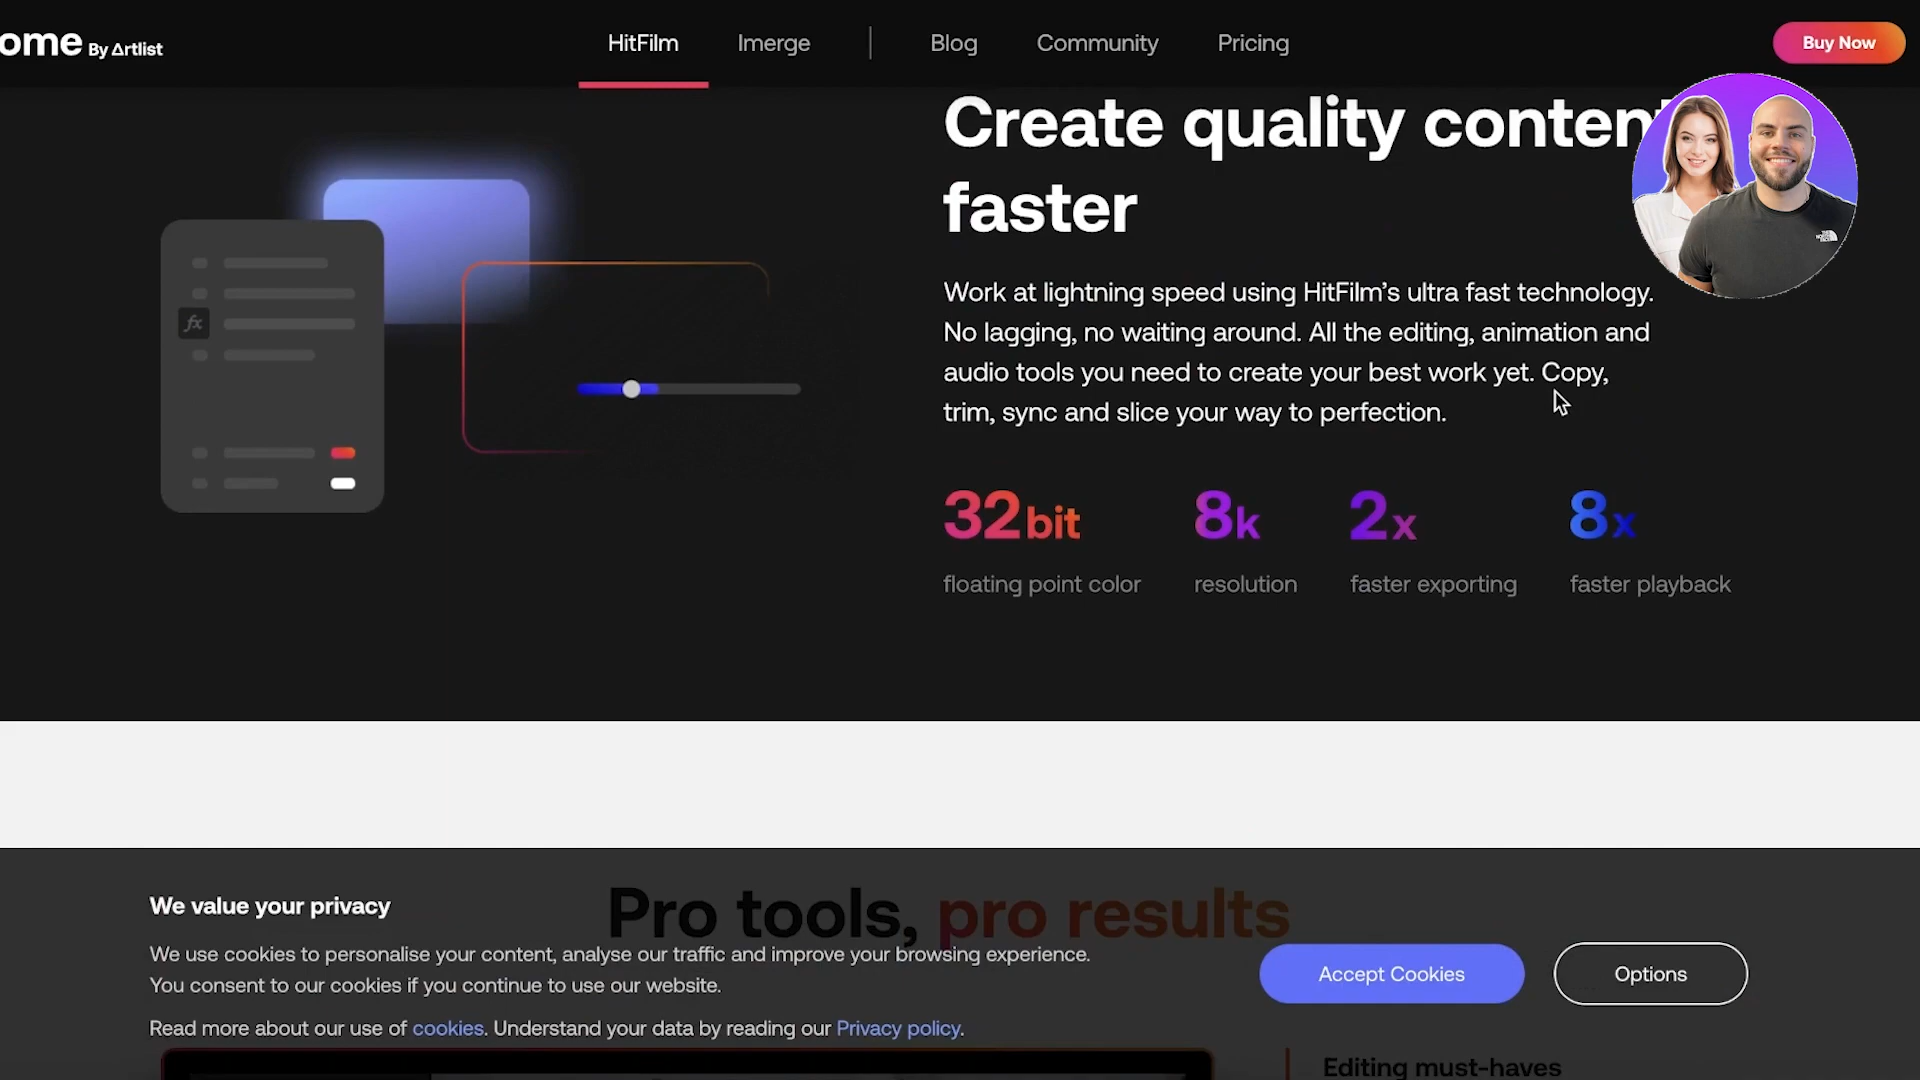 ome By Artlist
HitFilm
Imerge
Blog
Community
Pricing
Buy Now
Create quality conten
faster
Work at lightning speed using HitFilm’s ultra fast technology.
No lagging, no waiting around. All the editing, animation and
audio tools you need to create your best work yet. Copy,
trim, sync and slice your way to perfection.
fx
32 bit
floating point color
8k
resolution
2x
faster exporting
8x
faster playback
Pro tools, pro results
We value your privacy
We use cookies to personalise your content, analyse our traffic and improve your browsing experience.
You consent to our cookies if you continue to use our website.
Read more about our use of cookies. Understand your data by reading our Privacy policy.
Accept Cookies
Options
Editing must-haves